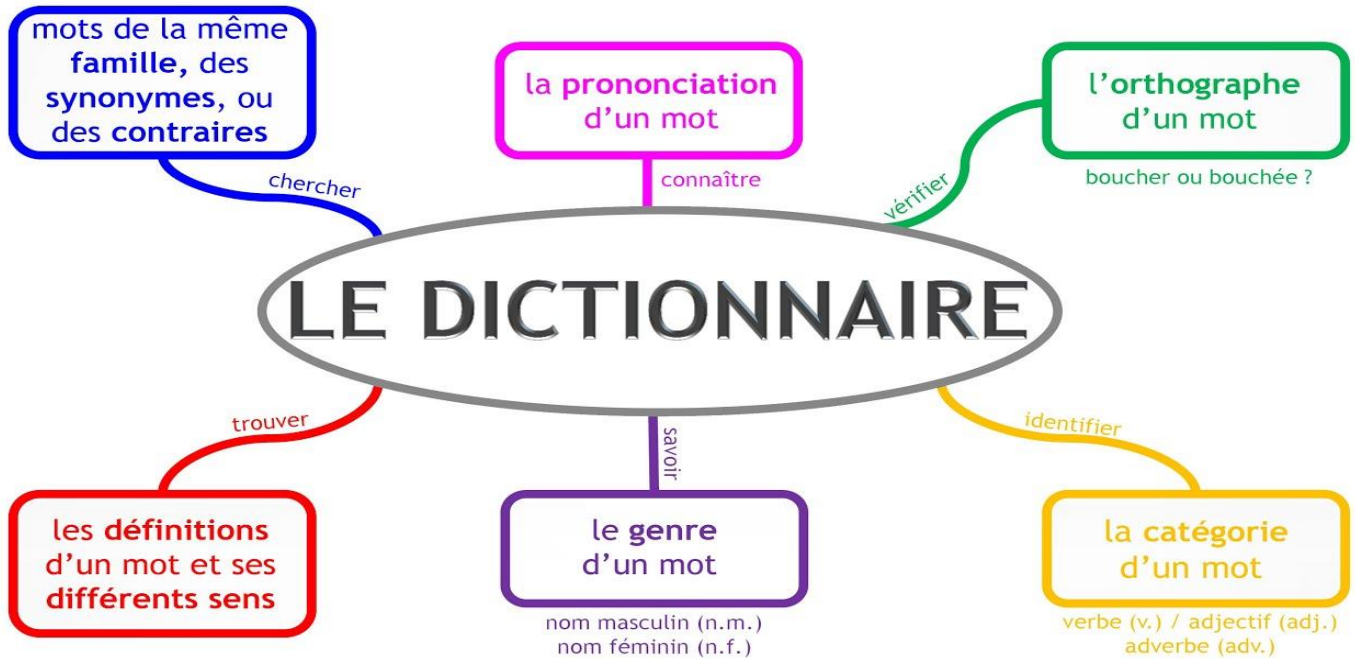 mots de la même
famille, des
synonymes, ou
des contraires
chercher
la prononciation
d'un mot
connaître
l'orthographe
d'un mot
boucher ou bouchée ?
vérifier
LE DICTIONNAIRE
trouver
les définitions
d'un mot et ses
différents sens
savoir
le genre
d'un mot
nom masculin (n.m.)
nom féminin (n.f.)
identifier
la catégorie
d'un mot
verbe (v.) / adjectif (adj.)
adverbe (adv.)